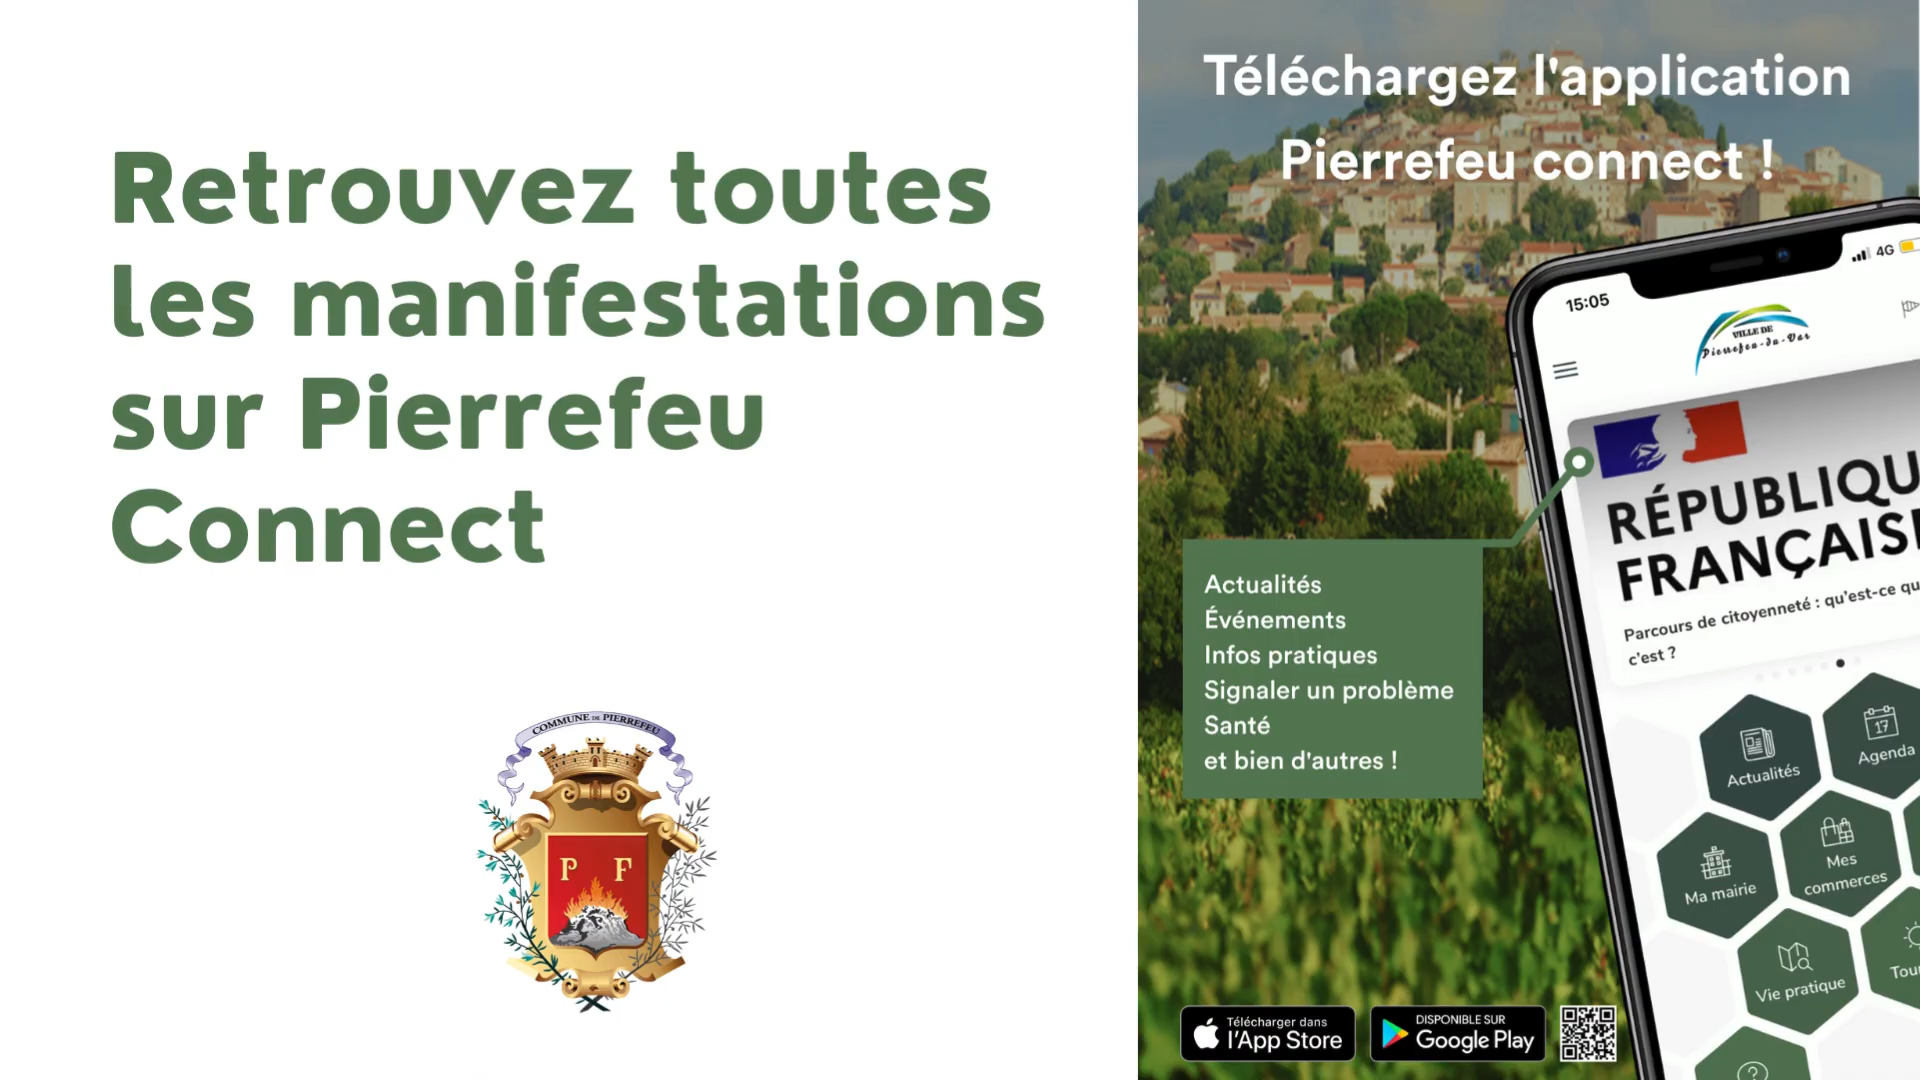 Retrouvez toutes
les manifestations
sur Pierrefeu
Connect
COMMUNE DE PIERREFEU
P F
Téléchargez l'application
Pierrefeu connect !
15:05
4G
VILLE DE
Pierrefeu-du-Var
RÉPUBLIQU
FRANÇAIS
Parcours de citoyenneté : qu'est-ce qu
c'est ?
Actualités
Événements
Infos pratiques
Signaler un problème
Santé
et bien d'autres !
Actualités
17
Agenda
Ma mairie
Mes
commerces
Vie pratique
Tou
?
Télécharger dans
l'App Store
DISPONIBLE SUR
Google Play